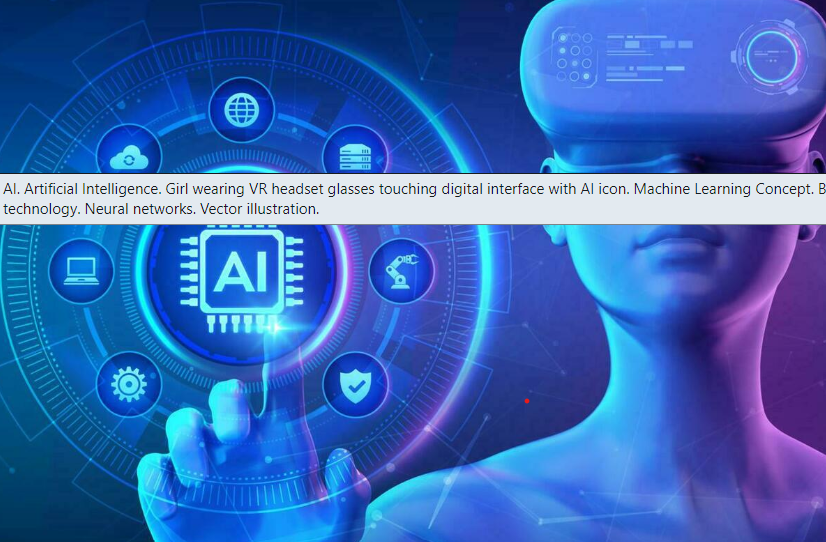 AI. Artificial Intelligence. Girl wearing VR headset glasses touching digital interface with AI icon. Machine Learning Concept. B
technology. Neural networks. Vector illustration.
AI